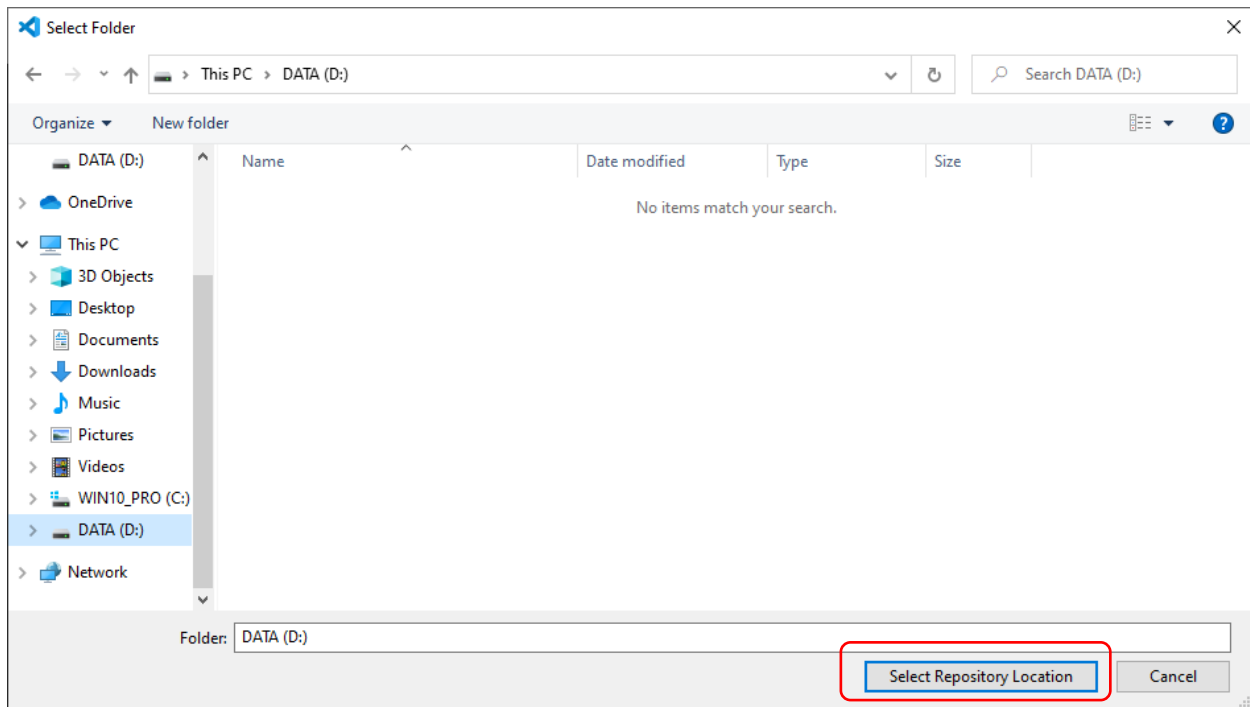 Select Folder
This PC > DATA (D:)
Search DATA (D:)
Organize
New folder
Name
Date modified
Type
Size
No items match your search.
DATA (D:)
OneDrive
This PC
3D Objects
Desktop
Documents
Downloads
Music
Pictures
Videos
WIN10_PRO (C:)
DATA (D:)
Network
Folder: DATA (D:)
Select Repository Location
Cancel